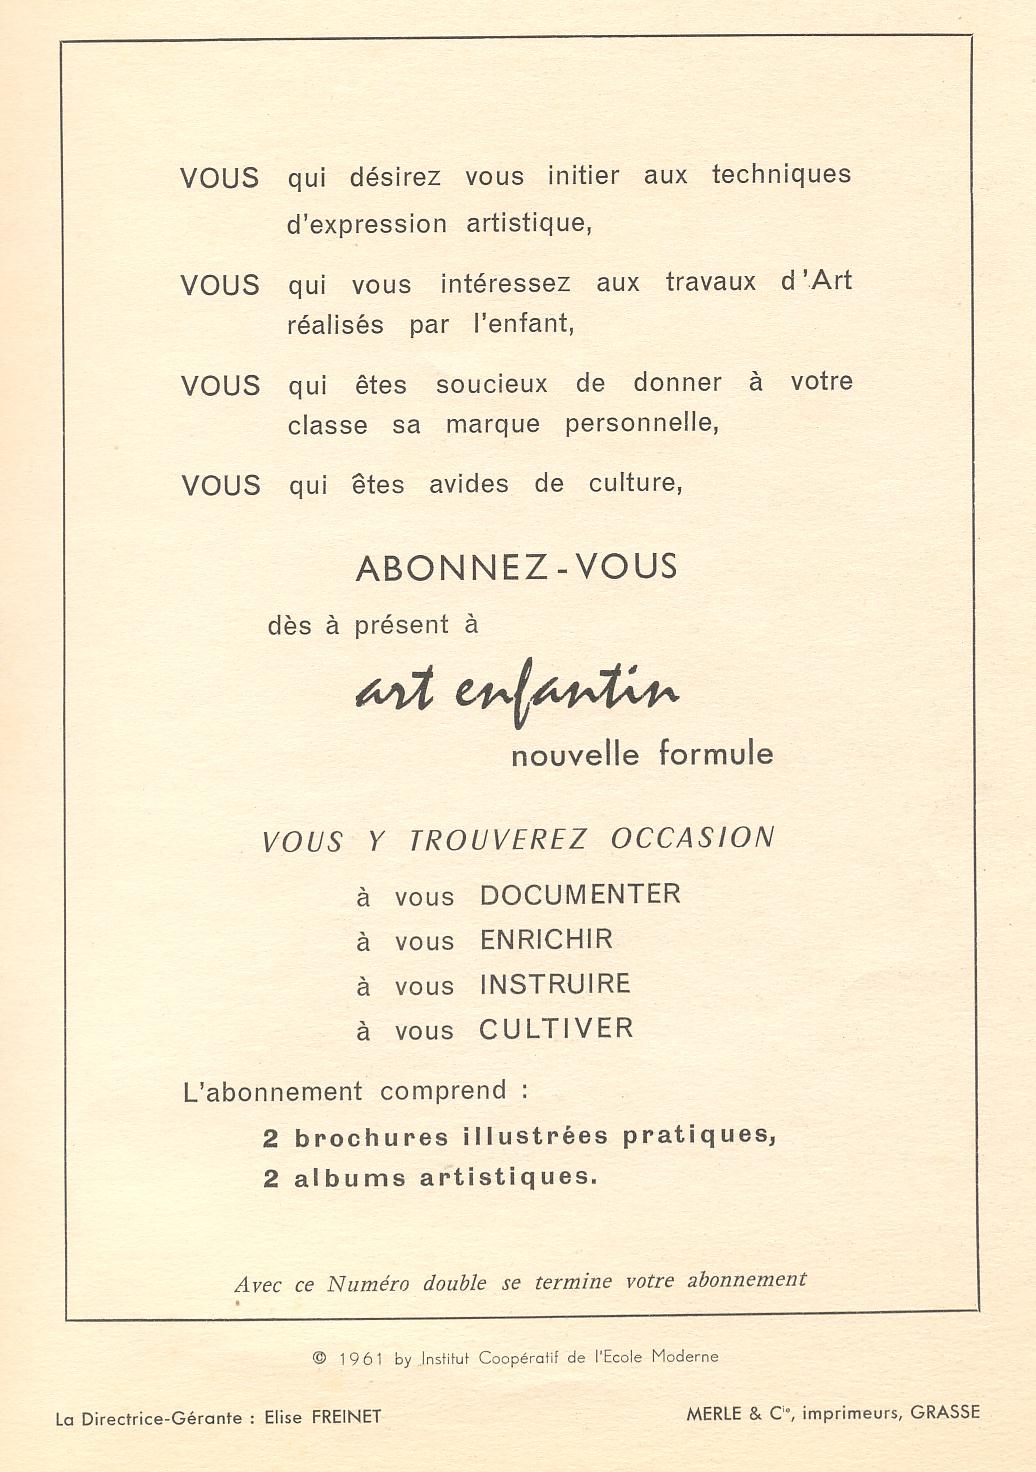 VOUS qui désirez vous initier aux techniques
d'expression artistique,
VOUS qui vous intéressez aux travaux d'Art
réalisés par l'enfant,
VOUS qui êtes soucieux de donner à votre
classe sa marque personnelle,
VOUS qui êtes avides de culture,
ABONNEZ-VOUS
dès à présent à
art enfantin
nouvelle formule
VOUS Y TROUVEREZ OCCASION
à vous DOCUMENTER
à vous ENRICHIR
à vous INSTRUIRE
à vous CULTIVER
L'abonnement comprend :
2 brochures illustrées pratiques,
2 albums artistiques.
Avec ce Numéro double se termine votre abonnement
© 1961 by Institut Coopératif de l'Ecole Moderne
La Directrice-Gérante : Elise FREINET
MERLE & Cie, imprimeurs, GRASSE